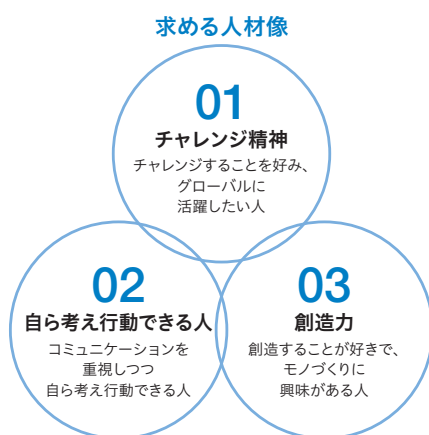 求める人材像
01
チャレンジ精神
チャレンジすることを好み、
グローバルに
活躍したい人
02
自ら考え行動できる人
コミュニケーションを
重視しつつ
自ら考え行動できる人
03
創造力
創造することが好きで、
モノづくりに
興味がある人